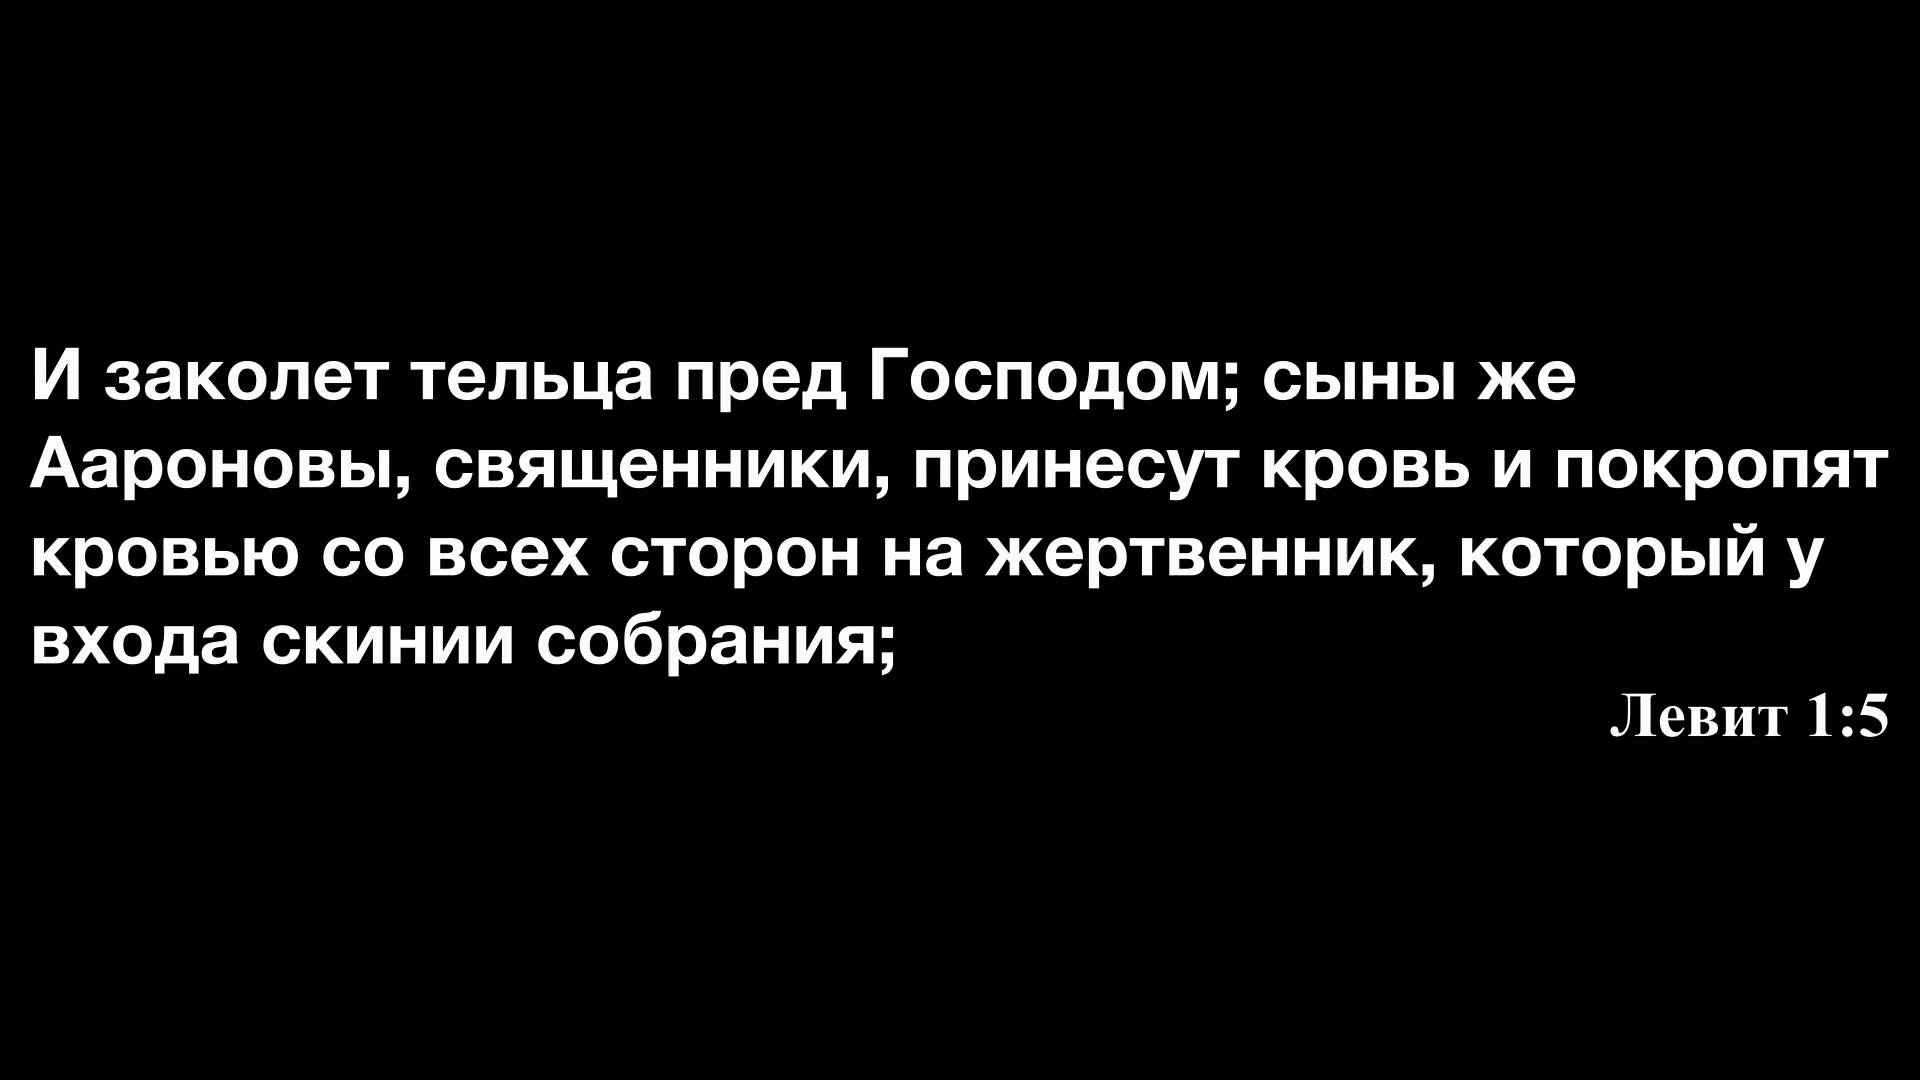 И заколет тельца пред Господом; сыны же
Аароновы, священники, принесут кровь и покропят
кровью со всех сторон на жертвенник, который у
входа скинии собрания;
Левит 1:5